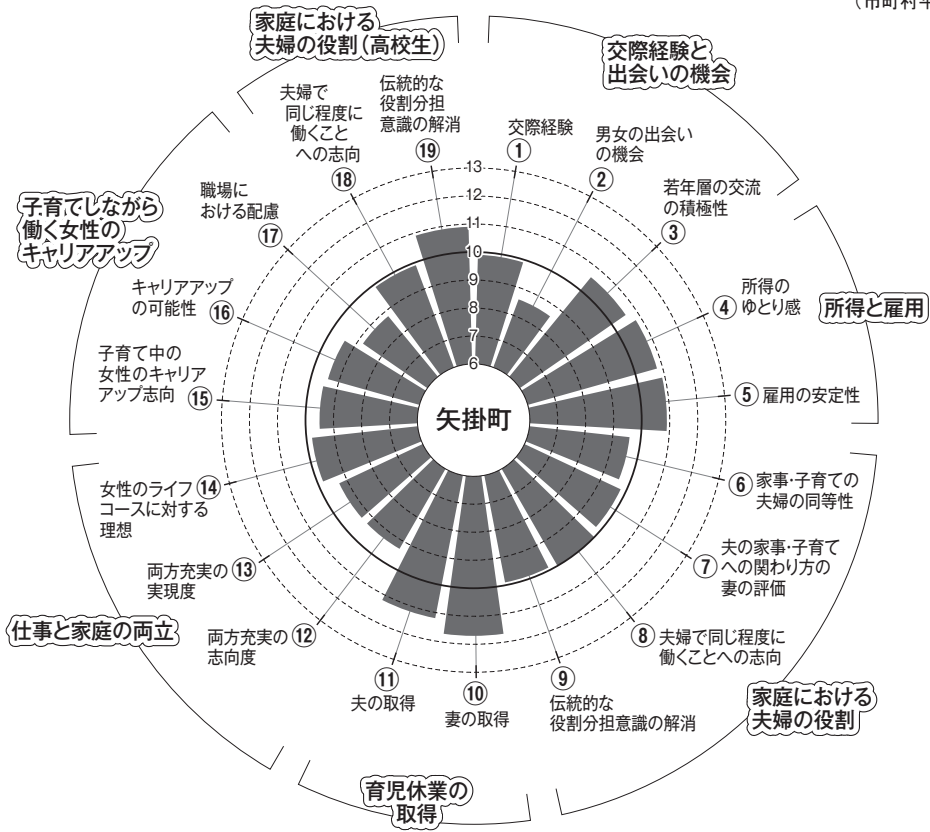 家庭における
夫婦の役割(高校生)
交際経験と
出会いの機会
夫婦で
同じ程度に
働くこと
への志向
⑱
伝統的な
役割分担
意識の解消
⑲
交際経験
①
男女の出会い
の機会
②
若年層の交流
の積極性
③
所得の
④ ゆとり感
所得と雇用
⑤ 雇用の安定性
⑥ 家事・子育ての
夫婦の同等性
夫の家事・子育て
⑦ への関わり方の
妻の評価
⑧ 夫婦で同じ程度に
働くことへの志向
家庭における
夫婦の役割
⑨
伝統的な
役割分担意識の解消
⑩
妻の取得
⑪
夫の取得
育児休業の
取得
両方充実の ⑫
志向度
両方充実の ⑬
実現度
仕事と家庭の両立
女性のライフ ⑭
コースに対する
理想
子育て中の
女性のキャリア
アップ志向 ⑮
キャリアアップ
の可能性 ⑯
職場に
おける配慮
⑰
子育てしながら
働く女性の
キャリアアップ
13
12
11
10
9
8
7
6
矢掛町